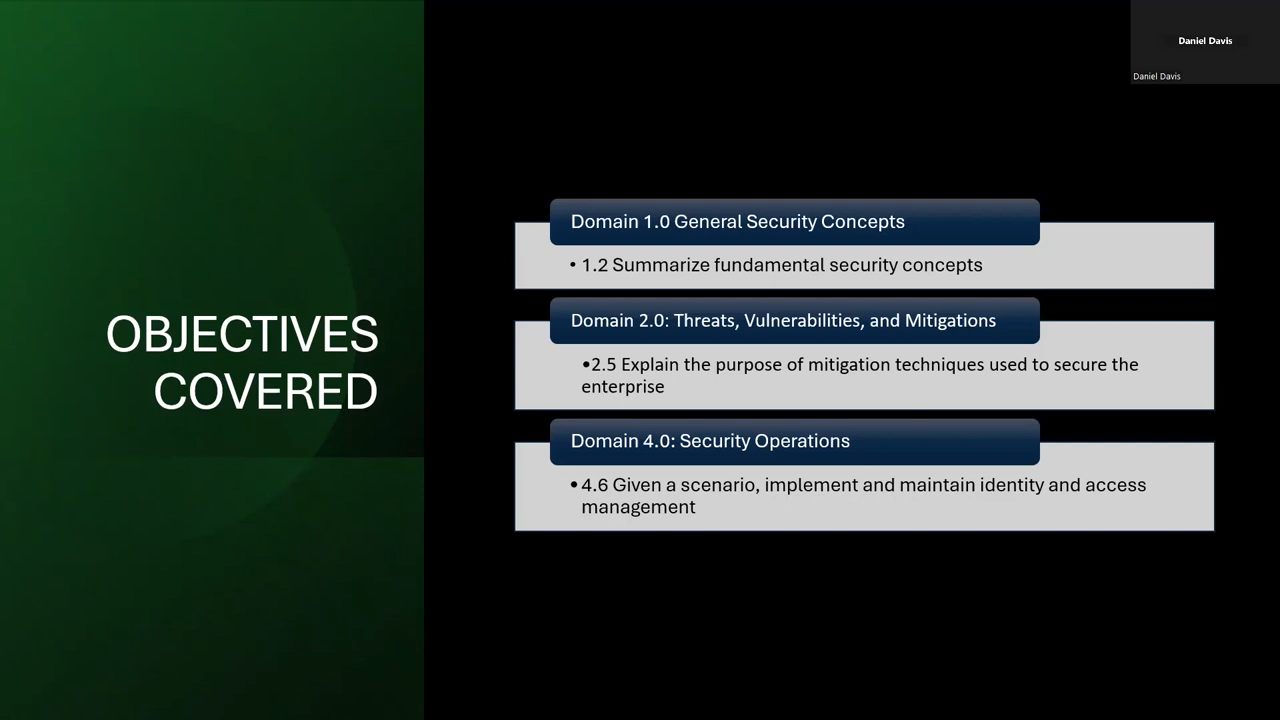 Daniel Davis
Daniel Davis
OBJECTIVES
COVERED
Domain 1.0 General Security Concepts
• 1.2 Summarize fundamental security concepts
Domain 2.0: Threats, Vulnerabilities, and Mitigations
•2.5 Explain the purpose of mitigation techniques used to secure the
enterprise
Domain 4.0: Security Operations
• 4.6 Given a scenario, implement and maintain identity and access
management